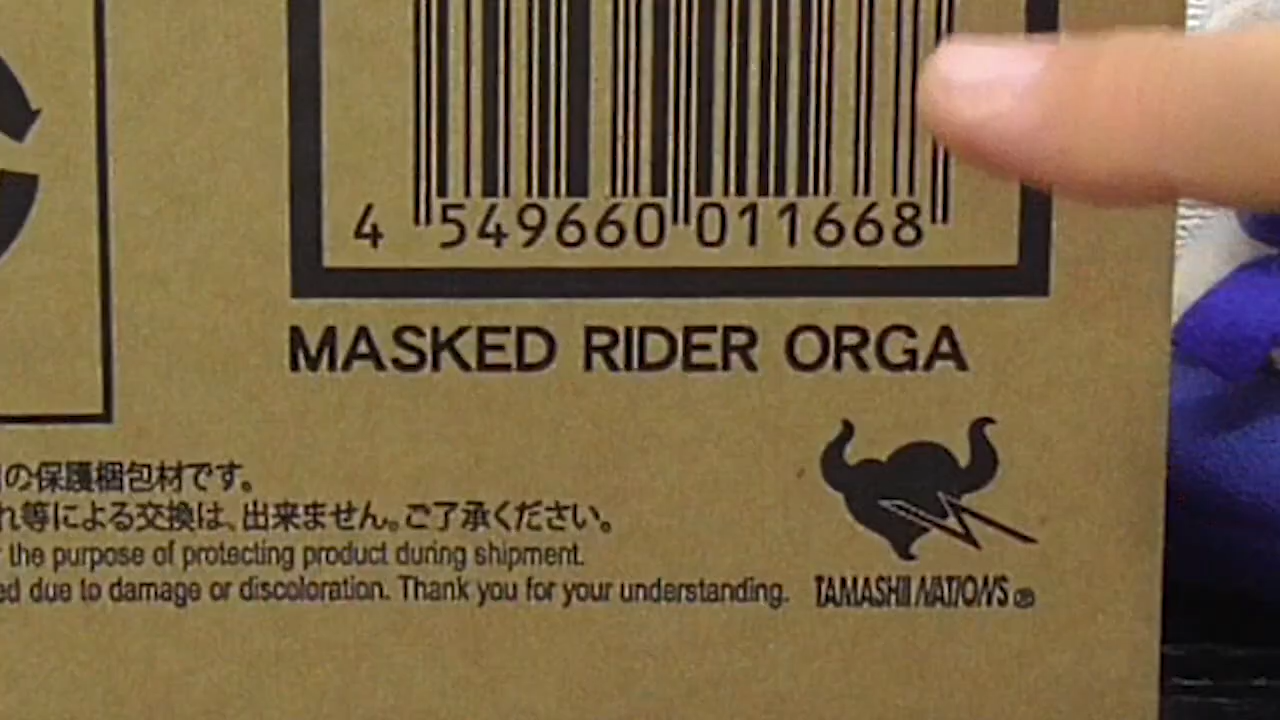 4 549660 011668
MASKED RIDER ORGA
の保護梱包材です。
れ等による交換は、出来ません。ご了承ください。
the purpose of protecting product during shipment.
ed due to damage or discoloration. Thank you for your understanding.
TAMASHII NATIONS®